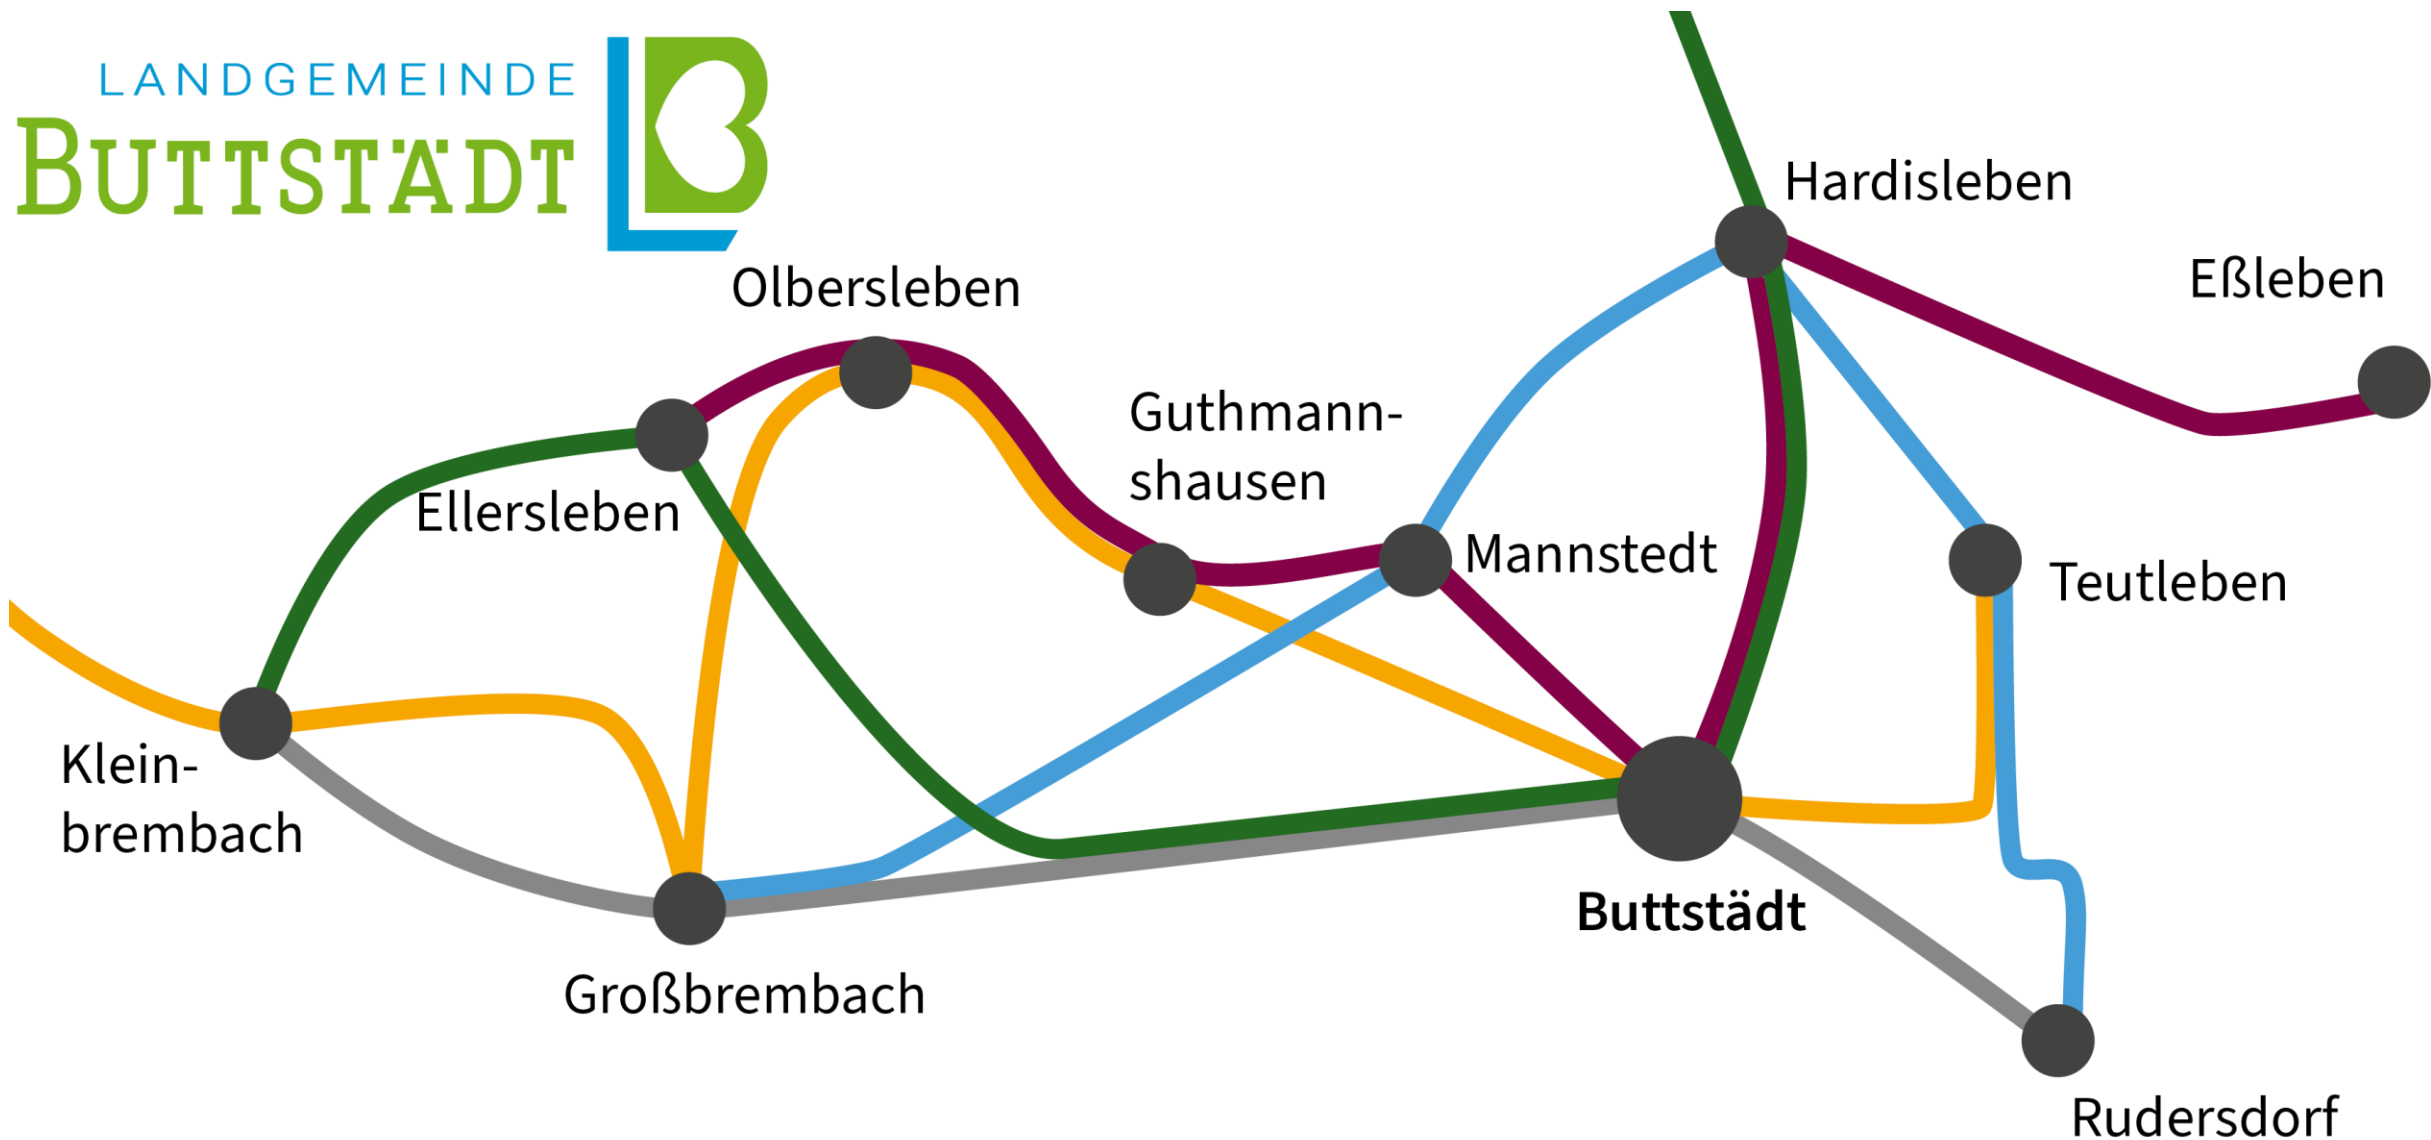 LANDGEMEINDE
BUTTSTÄDT
Hardisleben
Eßleben
Olbersleben
Guthmann-
shausen
Ellersleben
Mannstedt
Teutleben
Klein-
brembach
Buttstädt
Großbrembach
Rudersdorf